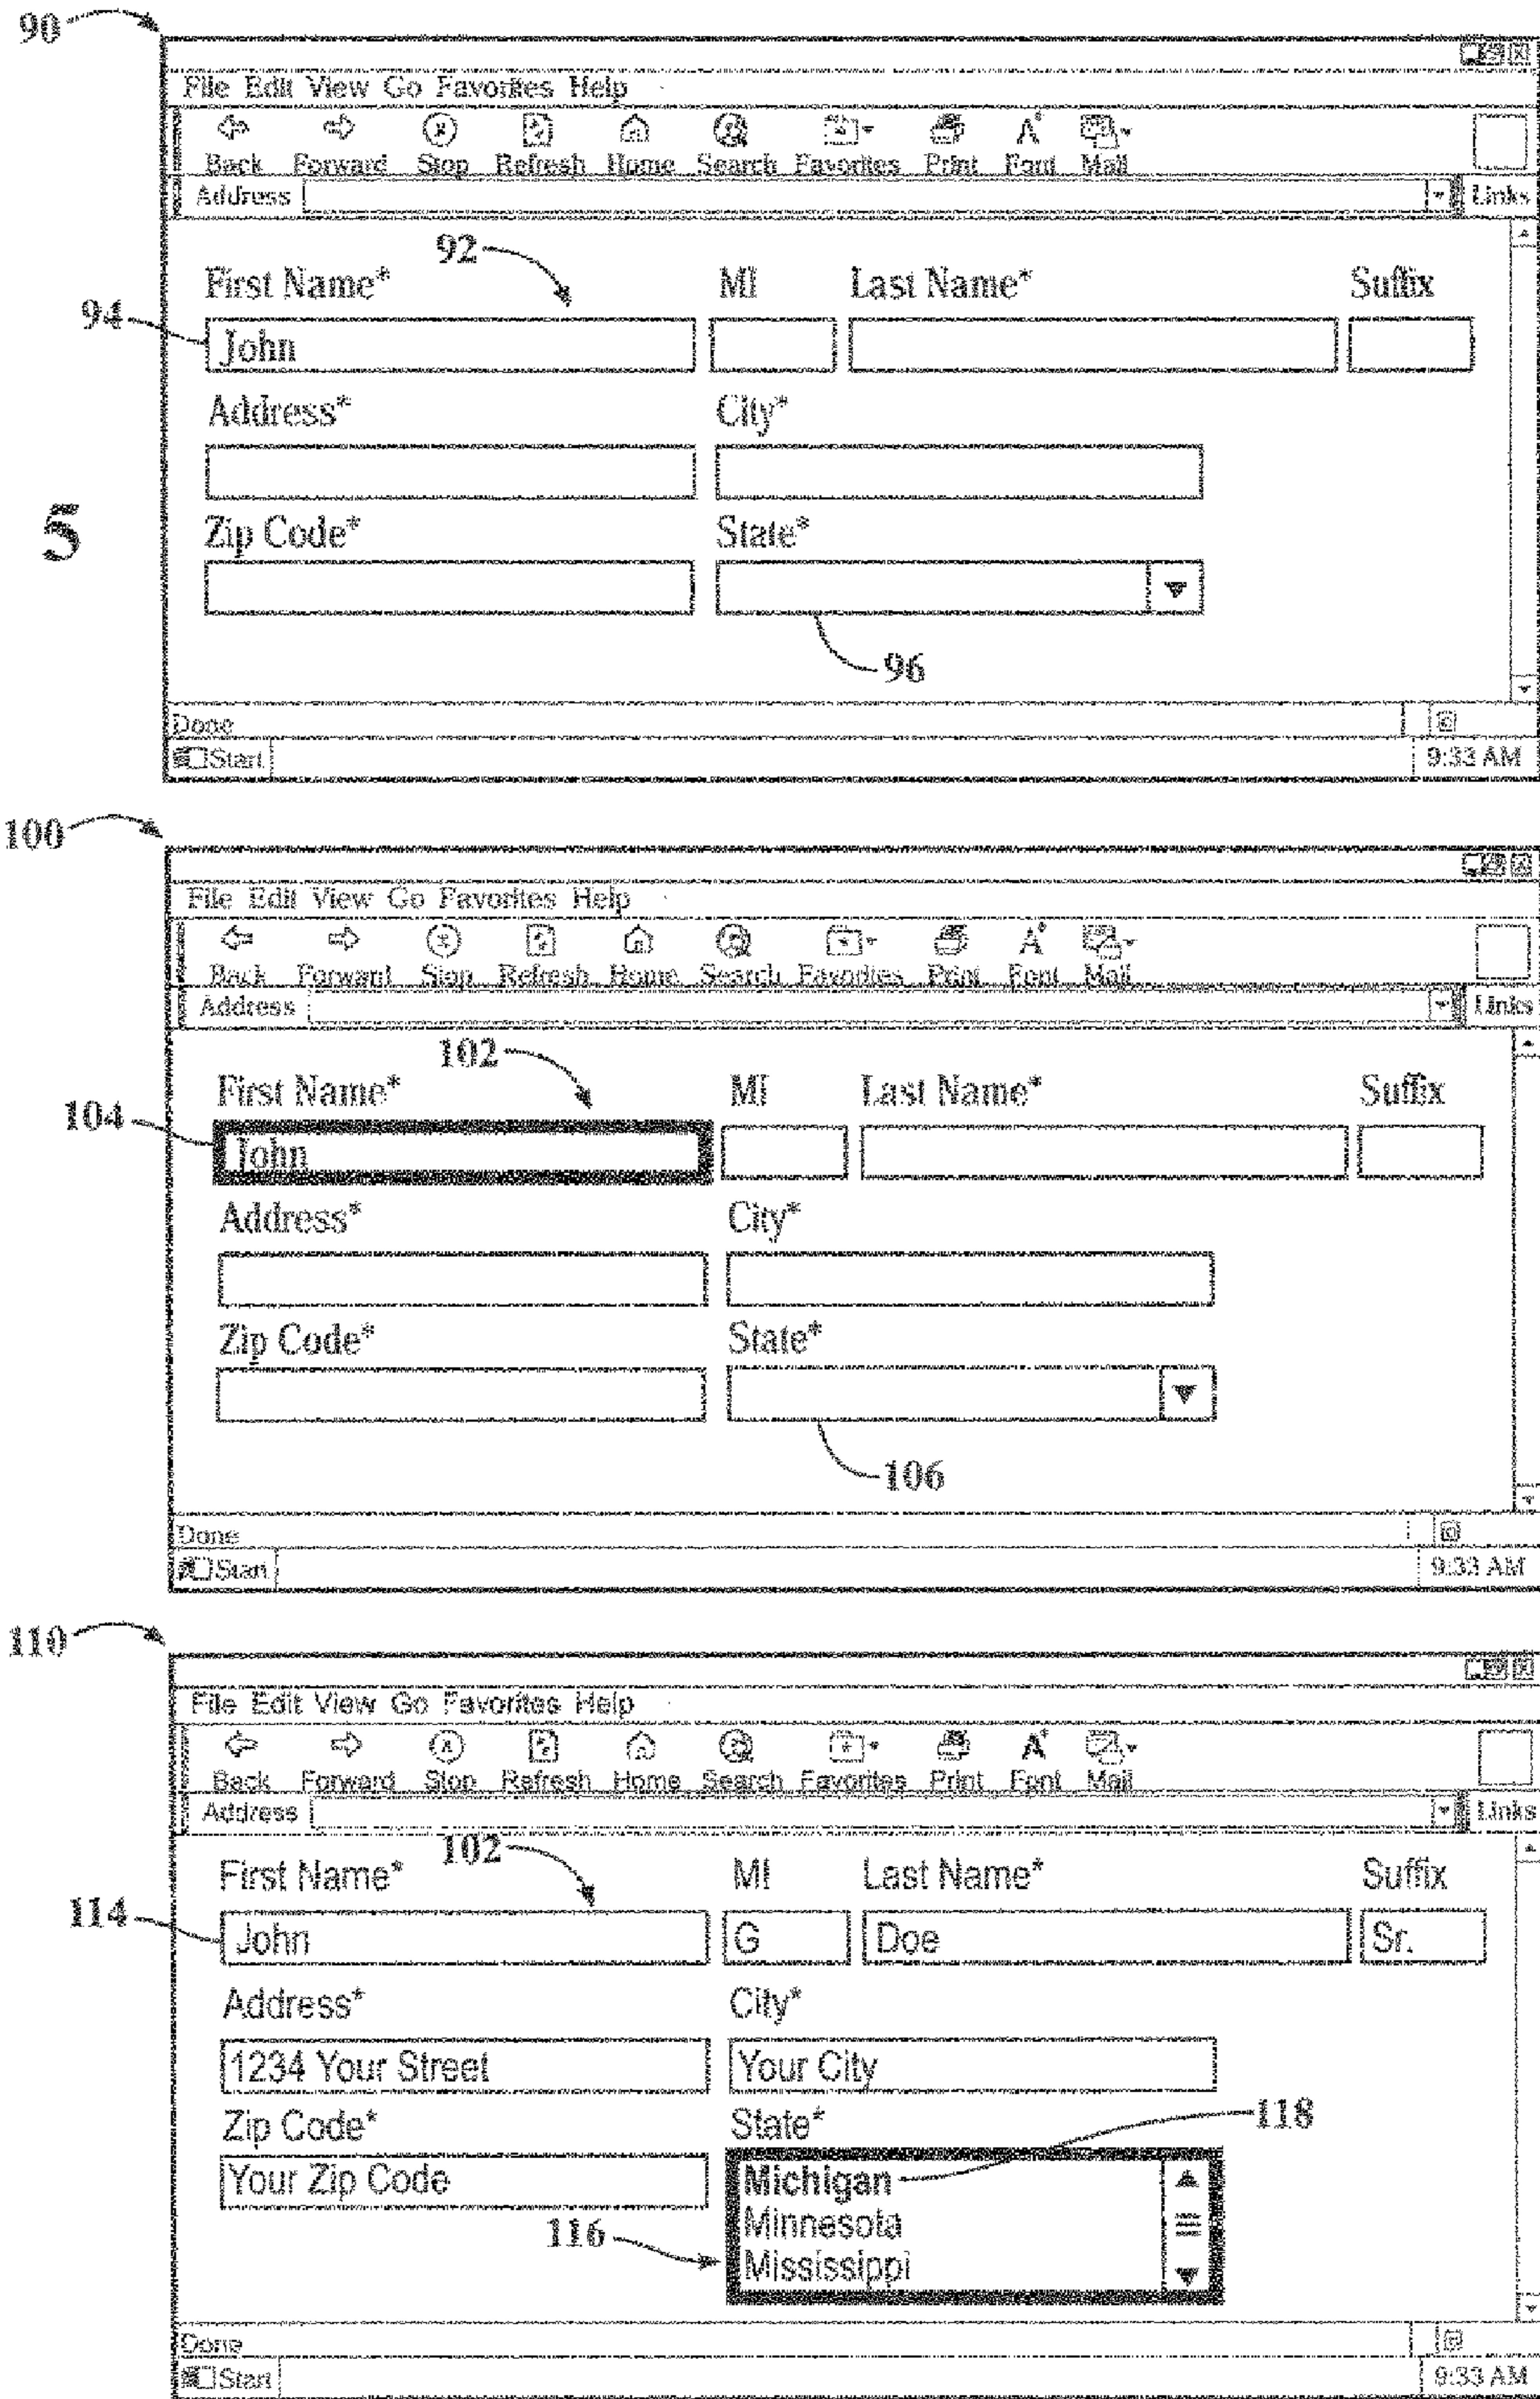 90
File Edit View Go Favorites Help
Back Forward Stop Refresh Home Search Favorites Print Font Mail
Address Links
92
First Name* MI Last Name* Suffix
94
John
Address* City*
5
Zip Code* State*
96
Done
Start 9:33 AM
100
File Edit View Go Favorites Help
Back Forward Stop Refresh Home Search Favorites Print Font Mail
Address Links
102
First Name* MI Last Name* Suffix
104
John
Address* City*
Zip Code* State*
106
Done
Start 9:33 AM
110
File Edit View Go Favorites Help
Back Forward Stop Refresh Home Search Favorites Print Font Mail
Address Links
102
First Name* MI Last Name* Suffix
114
John G Doe Sr.
Address* City*
1234 Your Street Your City
Zip Code* State* 118
Your Zip Code Michigan
Minnesota
116
Mississippi
Done
Start 9:33 AM